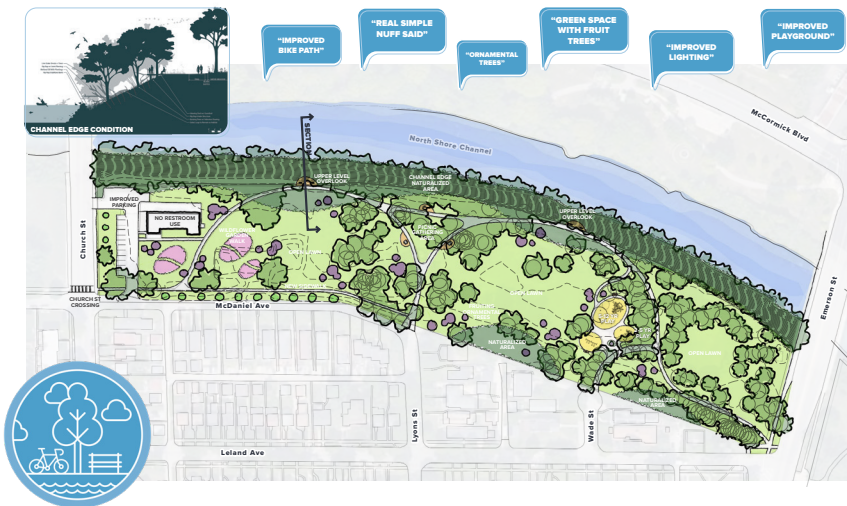 "IMPROVED
BIKE PATH"
"REAL SIMPLE
NUFF SAID"
"ORNAMENTAL
TREES"
"GREEN SPACE
WITH FRUIT
TREES"
"IMPROVED
LIGHTING"
"IMPROVED
PLAYGROUND"
CHANNEL EDGE CONDITION
McCormick Blvd
North Shore Channel
SECTION
UPPER LEVEL
OVERLOOK
CHANNEL EDGE
NATURALIZED
AREA
UPPER LEVEL
OVERLOOK
IMPROVED
PARKING
NO RESTROOM
USE
WALK
GATHERING
Church St
CHURCH ST
CROSSING
McDaniel Ave
NATURALIZED
AREA
OPEN LAWN
NATURALIZED
AREA
Emerson St
Lyons St
Wade St
Leland Ave